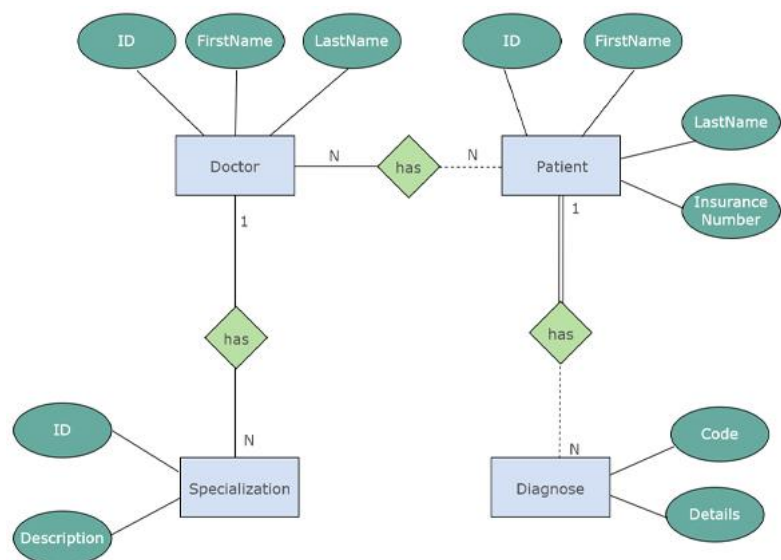 ID
FirstName
LastName
ID
FirstName
LastName
Doctor
N
has
N
Patient
Insurance
Number
1
1
has
has
ID
N
Code
N
Specialization
Diagnose
Details
Description